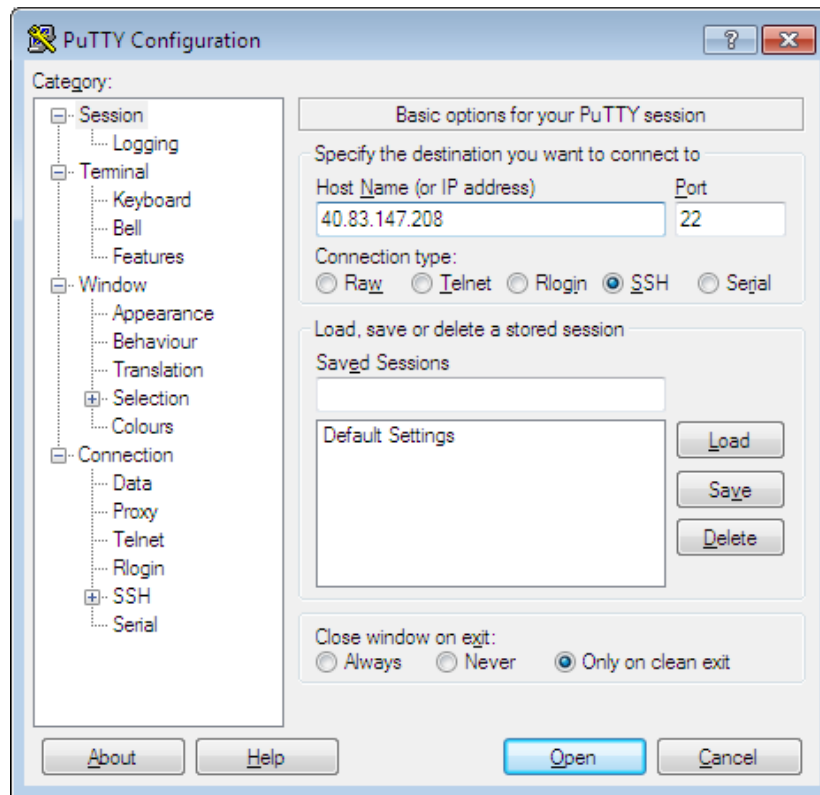 PuTTY Configuration
Category:
Session
Logging
Terminal
Keyboard
Bell
Features
Window
Appearance
Behaviour
Translation
Selection
Colours
Connection
Data
Proxy
Telnet
Rlogin
SSH
Serial
Basic options for your PuTTY session
Specify the destination you want to connect to
Host Name (or IP address) Port
40.83.147.208 22
Connection type:
Raw Telnet Rlogin SSH Serial
Load, save or delete a stored session
Saved Sessions
Default Settings
Load
Save
Delete
Close window on exit:
Always Never Only on clean exit
About Help Open Cancel